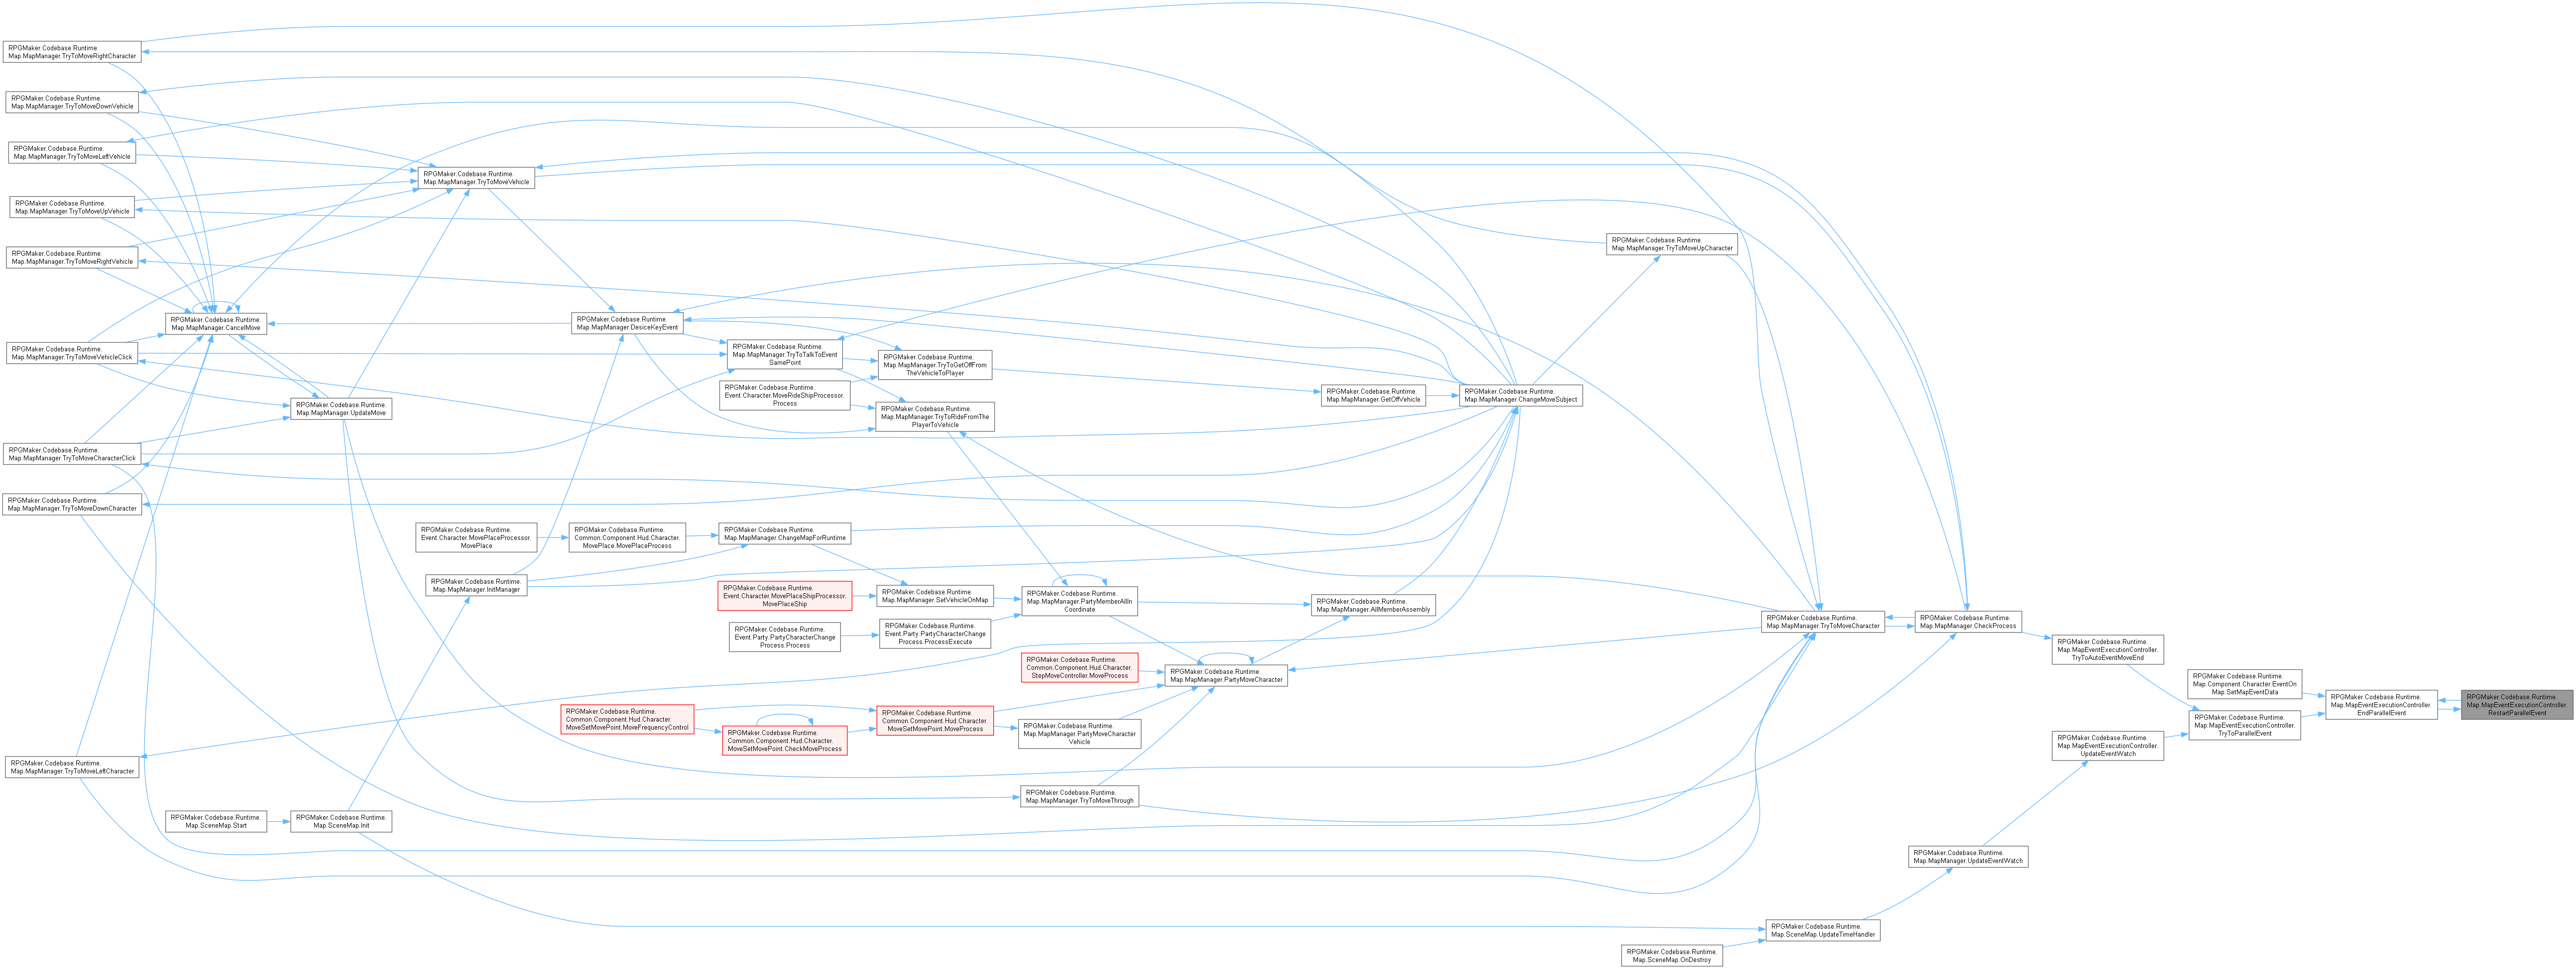 RPGMaker.Codebase.Runtime.
Map.MapManager.TryToMoveRightCharacter
RPGMaker.Codebase.Runtime.
Map.MapManager.TryToMoveDownVehicle
RPGMaker.Codebase.Runtime.
Map.MapManager.TryToMoveLeftVehicle
RPGMaker.Codebase.Runtime.
Map.MapManager.TryToMoveUpVehicle
RPGMaker.Codebase.Runtime.
Map.MapManager.TryToMoveRightVehicle
RPGMaker.Codebase.Runtime.
Map.MapManager.TryToMoveVehicleClick
RPGMaker.Codebase.Runtime.
Map.MapManager.TryToMoveCharacterClick
RPGMaker.Codebase.Runtime.
Map.MapManager.TryToMoveDownCharacter
RPGMaker.Codebase.Runtime.
Map.MapManager.TryToMoveLeftCharacter
RPGMaker.Codebase.Runtime.
Map.MapManager.CancelMove
RPGMaker.Codebase.Runtime.
Map.SceneMap.Start
RPGMaker.Codebase.Runtime.
Map.MapManager.UpdateMove
RPGMaker.Codebase.Runtime.
Map.SceneMap.Init
RPGMaker.Codebase.Runtime.
Map.MapManager.TryToMoveVehicle
RPGMaker.Codebase.Runtime.
Event.Character.MovePlaceProcessor.
MovePlace
RPGMaker.Codebase.Runtime.
Map.MapManager.InitManager
RPGMaker.Codebase.Runtime.
Map.MapManager.DesiceKeyEvent
RPGMaker.Codebase.Runtime.
Common.Component.Hud.Character.
MovePlace.MovePlaceProcess
RPGMaker.Codebase.Runtime.
Common.Component.Hud.Character.
MoveSetMovePoint.MoveFrequencyControl
RPGMaker.Codebase.Runtime.
Map.MapManager.TryToTalkToEvent
SamePoint
RPGMaker.Codebase.Runtime.
Event.Character.MoveRideShipProcessor.
Process
RPGMaker.Codebase.Runtime.
Map.MapManager.ChangeMapForRuntime
RPGMaker.Codebase.Runtime.
Event.Character.MovePlaceShipProcessor.
MovePlaceShip
RPGMaker.Codebase.Runtime.
Event.Party.PartyCharacterChange
Process.Process
RPGMaker.Codebase.Runtime.
Common.Component.Hud.Character.
MoveSetMovePoint.CheckMoveProcess
RPGMaker.Codebase.Runtime.
Map.MapManager.TryToGetOffFrom
TheVehicleToPlayer
RPGMaker.Codebase.Runtime.
Map.MapManager.TryToRideFromThe
PlayerToVehicle
RPGMaker.Codebase.Runtime.
Map.MapManager.SetVehicleOnMap
RPGMaker.Codebase.Runtime.
Event.Party.PartyCharacterChange
Process.ProcessExecute
RPGMaker.Codebase.Runtime.
Common.Component.Hud.Character.
MoveSetMovePoint.MoveProcess
RPGMaker.Codebase.Runtime.
Map.MapManager.PartyMemberAllIn
Coordinate
RPGMaker.Codebase.Runtime.
Common.Component.Hud.Character.
StepMoveController.MoveProcess
RPGMaker.Codebase.Runtime.
Map.MapManager.PartyMoveCharacter
Vehicle
RPGMaker.Codebase.Runtime.
Map.MapManager.TryToMoveThrough
RPGMaker.Codebase.Runtime.
Map.MapManager.PartyMoveCharacter
RPGMaker.Codebase.Runtime.
Map.MapManager.GetOffVehicle
RPGMaker.Codebase.Runtime.
Map.MapManager.AllMemberAssembly
RPGMaker.Codebase.Runtime.
Map.MapManager.ChangeMoveSubject
RPGMaker.Codebase.Runtime.
Map.MapManager.TryToMoveUpCharacter
RPGMaker.Codebase.Runtime.
Map.SceneMap.OnDestroy
RPGMaker.Codebase.Runtime.
Map.MapManager.TryToMoveCharacter
RPGMaker.Codebase.Runtime.
Map.SceneMap.UpdateTimeHandler
RPGMaker.Codebase.Runtime.
Map.MapManager.CheckProcess
RPGMaker.Codebase.Runtime.
Map.MapManager.UpdateEventWatch
RPGMaker.Codebase.Runtime.
Map.MapEventExecutionController.
TryToAutoEventMoveEnd
RPGMaker.Codebase.Runtime.
Map.MapEventExecutionController.
UpdateEventWatch
RPGMaker.Codebase.Runtime.
Map.Component.Character.EventOn
Map.SetMapEventData
RPGMaker.Codebase.Runtime.
Map.MapEventExecutionController.
TryToParallelEvent
RPGMaker.Codebase.Runtime.
Map.MapEventExecutionController.
EndParallelEvent
RPGMaker.Codebase.Runtime.
Map.MapEventExecutionController.
RestartParallelEvent